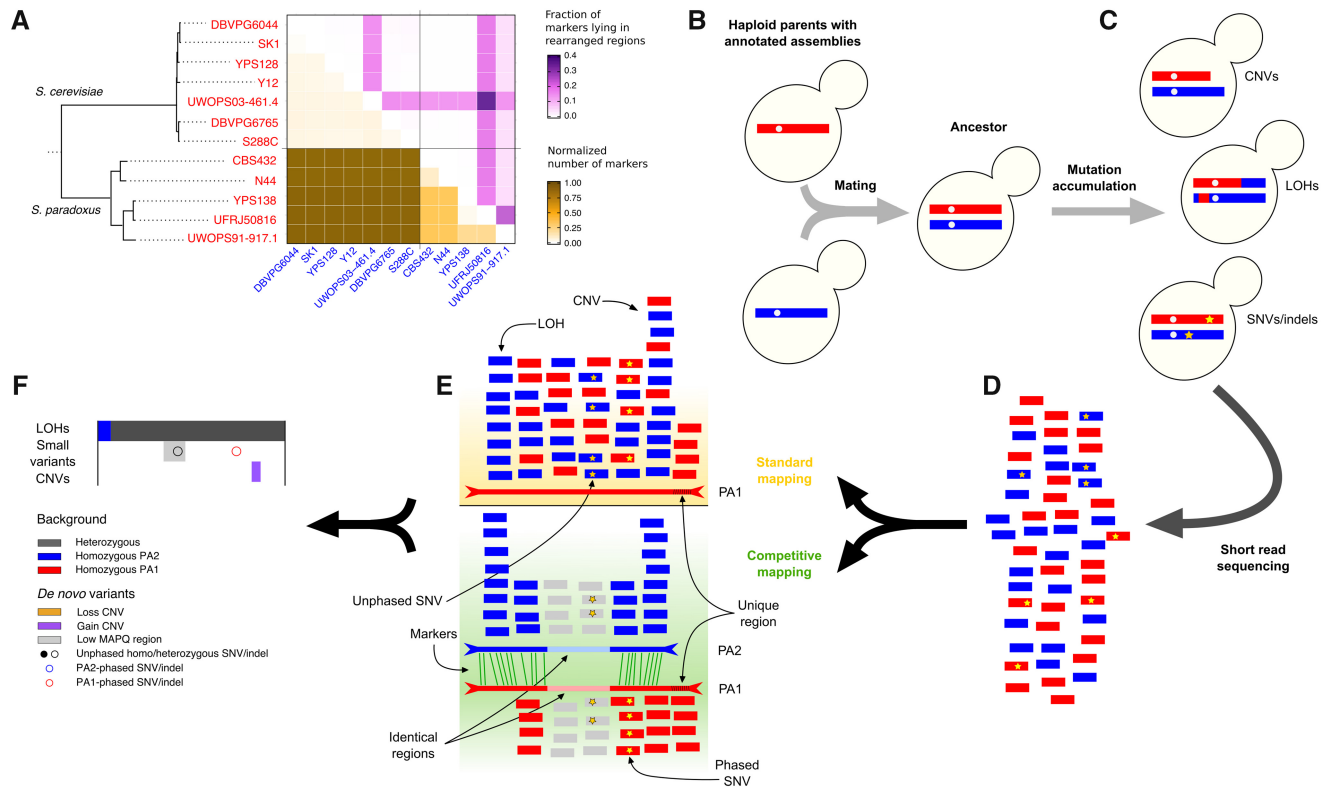 A
DBVPG6044
SK1
YPS128
Y12
UWOPS03-461.4
DBVPG6765
S288C
CBS432
N44
YPS138
UFRJ50816
UWOPS91-917.1
S. cerevisiae
S. paradoxus
DBVPG6044
SK1
YPS128
Y12
UWOPS03-461.4
DBVPG6765
S288C
CBS432
N44
YPS138
UFRJ50816
UWOPS91-917.1
Fraction of
markers lying in
rearranged regions
0.4
0.3
0.2
0.1
0.0
Normalized
number of markers
1.00
0.75
0.50
0.25
0.00
B
Haploid parents with
annotated assemblies
Mating
Ancestor
Mutation
accumulation
C
CNVs
LOHs
SNVs/indels
D
Short read
sequencing
E
CNV
LOH
PA1
Standard
mapping
Competitive
mapping
Unphased SNV
Unique
region
Markers
PA2
PA1
Identical
regions
Phased
SNV
F
LOHs
Small
variants
CNVs
Background
Heterozygous
Homozygous PA2
Homozygous PA1
De novo variants
Loss CNV
Gain CNV
Low MAPQ region
Unphased homo/heterozygous SNV/indel
PA2-phased SNV/indel
PA1-phased SNV/indel